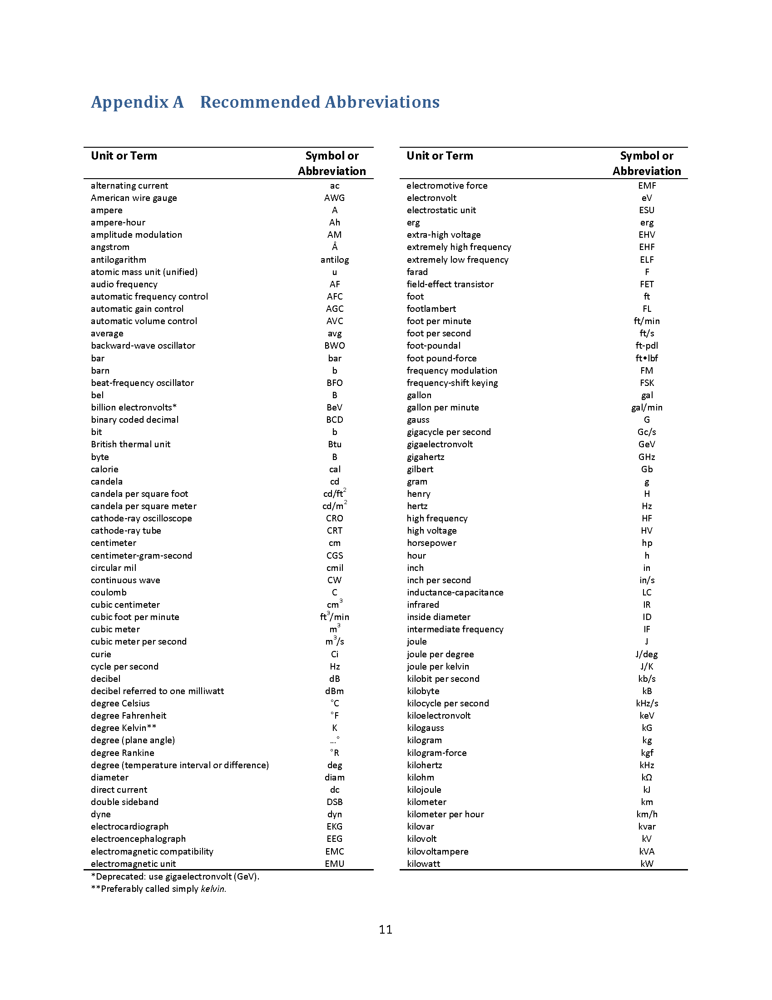 Appendix A    Recommended Abbreviations
Unit or Term    Symbol or Abbreviation
alternating current    ac
American wire gauge    AWG
ampere    A
ampere-hour    Ah
amplitude modulation    AM
angstrom    Å
antilogarithm    antilog
atomic mass unit (unified)    u
audio frequency    AF
automatic frequency control    AFC
automatic gain control    AGC
automatic volume control    AVC
average    avg
backward-wave oscillator    BWO
bar    bar
barn    b
beat-frequency oscillator    BFO
bel    B
billion electronvolts*    BeV
binary coded decimal    BCD
bit    b
British thermal unit    Btu
byte    B
calorie    cal
candela    cd
candela per square foot    cd/ft²
candela per square meter    cd/m²
cathode-ray oscilloscope    CRO
cathode-ray tube    CRT
centimeter    cm
centimeter-gram-second    CGS
circular mil    cmil
continuous wave    CW
coulomb    C
cubic centimeter    cm³
cubic foot per minute    ft³/min
cubic meter    m³
cubic meter per second    m³/s
curie    Ci
cycle per second    Hz
decibel    dB
decibel referred to one milliwatt    dBm
degree Celsius    °C
degree Fahrenheit    °F
degree Kelvin**    K
degree (plane angle)    ...°
degree Rankine    °R
degree (temperature interval or difference)    deg
diameter    diam
direct current    dc
double sideband    DSB
dyne    dyn
electrocardiograph    EKG
electroencephalograph    EEG
electromagnetic compatibility    EMC
electromagnetic unit    EMU
*Deprecated: use gigaelectronvolt (GeV).
**Preferably called simply kelvin.
Unit or Term    Symbol or Abbreviation
electromotive force    EMF
electronvolt    eV
electrostatic unit    ESU
erg    erg
extra-high voltage    EHV
extremely high frequency    EHF
extremely low frequency    ELF
farad    F
field-effect transistor    FET
foot    ft
footlambert    FL
foot per minute    ft/min
foot per second    ft/s
foot-poundal    ft-pdl
foot pound-force    ft•lbf
frequency modulation    FM
frequency-shift keying    FSK
gallon    gal
gallon per minute    gal/min
gauss    G
gigacycle per second    Gc/s
gigaelectronvolt    GeV
gigahertz    GHz
gilbert    Gb
gram    g
henry    H
hertz    Hz
high frequency    HF
high voltage    HV
horsepower    hp
hour    h
inch    in
inch per second    in/s
inductance-capacitance    LC
infrared    IR
inside diameter    ID
intermediate frequency    IF
joule    J
joule per degree    J/deg
joule per kelvin    J/K
kilobit per second    kb/s
kilobyte    kB
kilocycle per second    kHz/s
kiloelectronvolt    keV
kilogauss    kG
kilogram    kg
kilogram-force    kgf
kilohertz    kHz
kilohm    kΩ
kilojoule    kJ
kilometer    km
kilometer per hour    km/h
kilovar    kvar
kilovolt    kV
kilovoltampere    kVA
kilowatt    kW
11